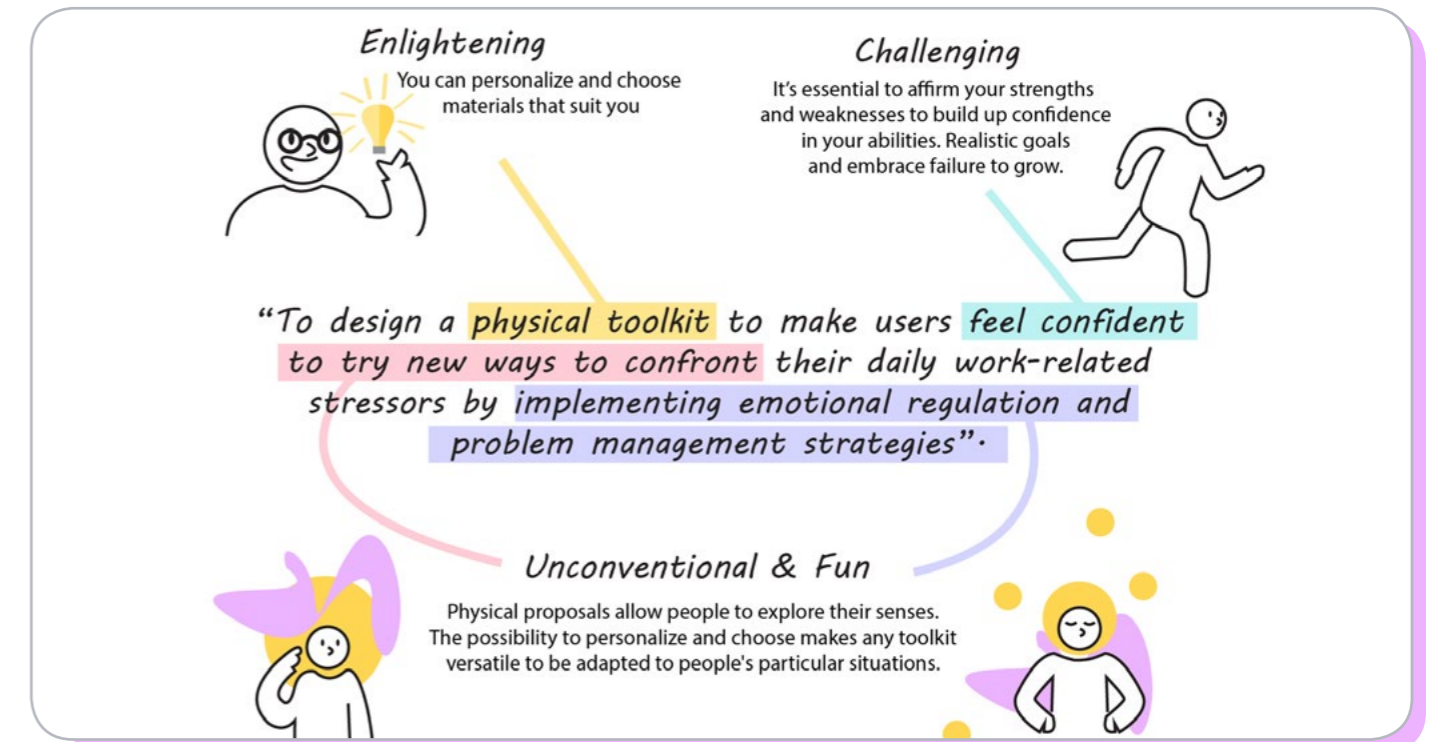 Enlightening
You can personalize and choose
materials that suit you
Challenging
It's essential to affirm your strengths
and weaknesses to build up confidence
in your abilities. Realistic goals
and embrace failure to grow.
“To design a physical toolkit to make users feel confident
to try new ways to confront their daily work-related
stressors by implementing emotional regulation and
problem management strategies”.
Unconventional & Fun
Physical proposals allow people to explore their senses.
The possibility to personalize and choose makes any toolkit
versatile to be adapted to people's particular situations.